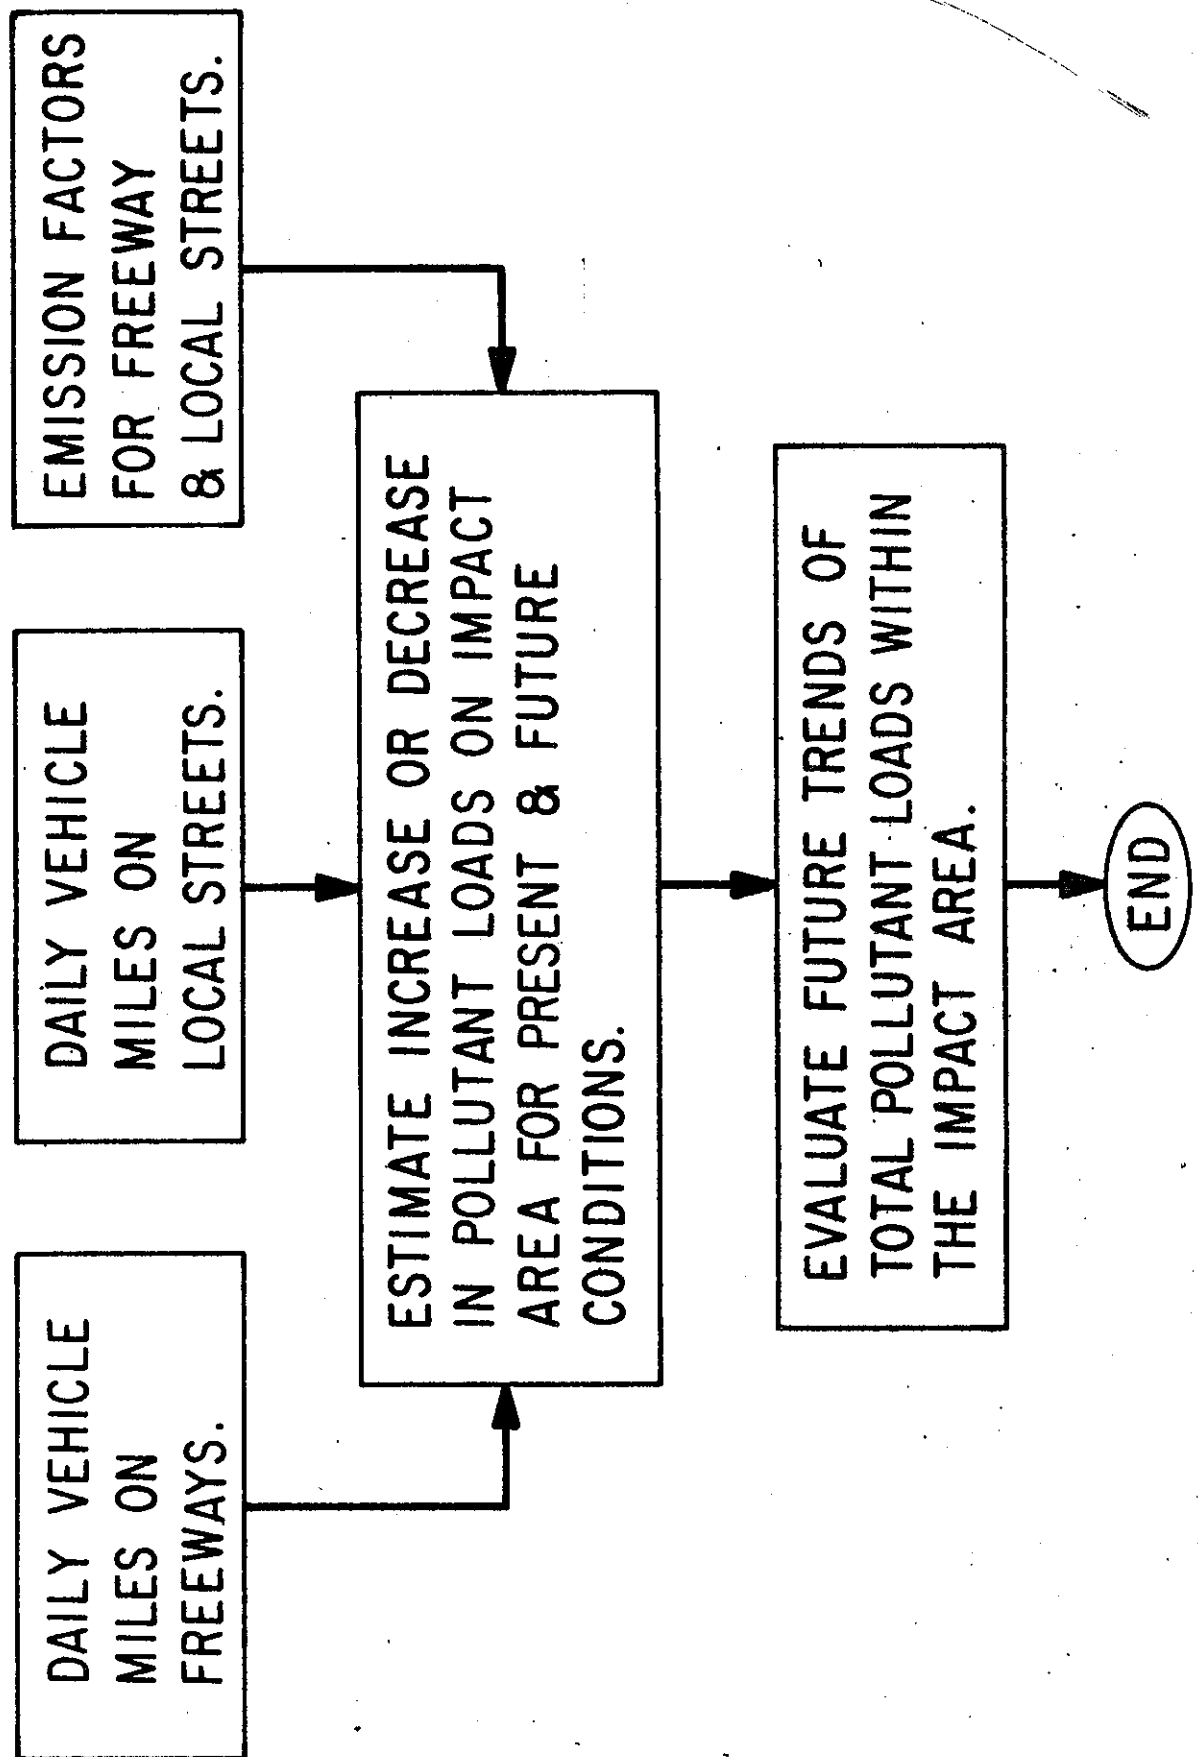 DAILY VEHICLE
MILES ON
FREEWAYS.
DAILY VEHICLE
MILES ON
LOCAL STREETS.
EMISSION FACTORS
FOR FREEWAY
& LOCAL STREETS.
ESTIMATE INCREASE OR DECREASE
IN POLLUTANT LOADS ON IMPACT
AREA FOR PRESENT & FUTURE
CONDITIONS.
EVALUATE FUTURE TRENDS OF
TOTAL POLLUTANT LOADS WITHIN
THE IMPACT AREA.
END